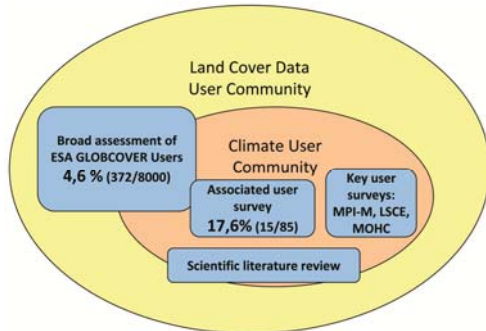 Land Cover Data
User Community
Broad assessment of
ESA GLOBCOVER Users
4,6 % (372/8000)
Climate User
Community
Associated user
survey
17,6% (15/85)
Key user
surveys:
MPI-M, LSCE,
MOHC
Scientific literature review